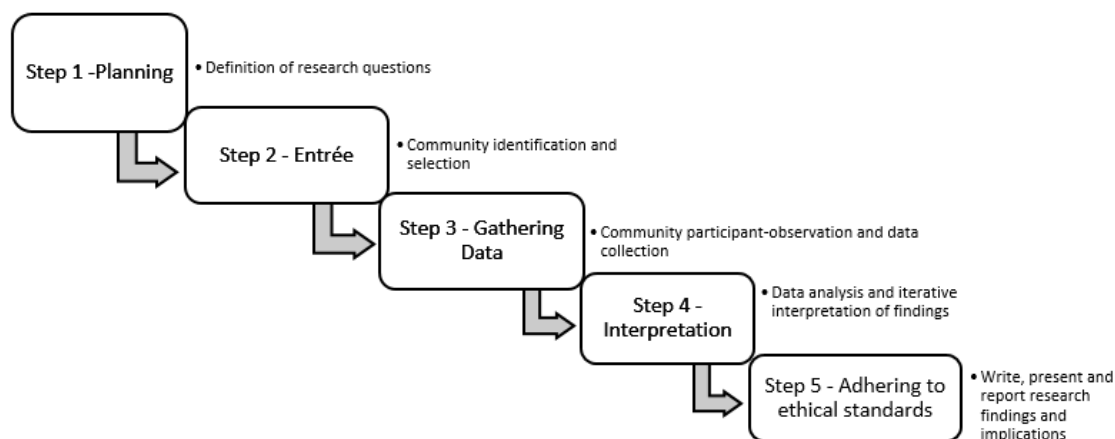 Step 1 -Planning
• Definition of research questions
Step 2 - Entrée
• Community identification and
selection
Step 3 - Gathering
Data
• Community participant-observation and data
collection
Step 4 -
Interpretation
• Data analysis and iterative
interpretation of findings
Step 5 - Adhering to
ethical standards
• Write, present and
report research
findings and
implications